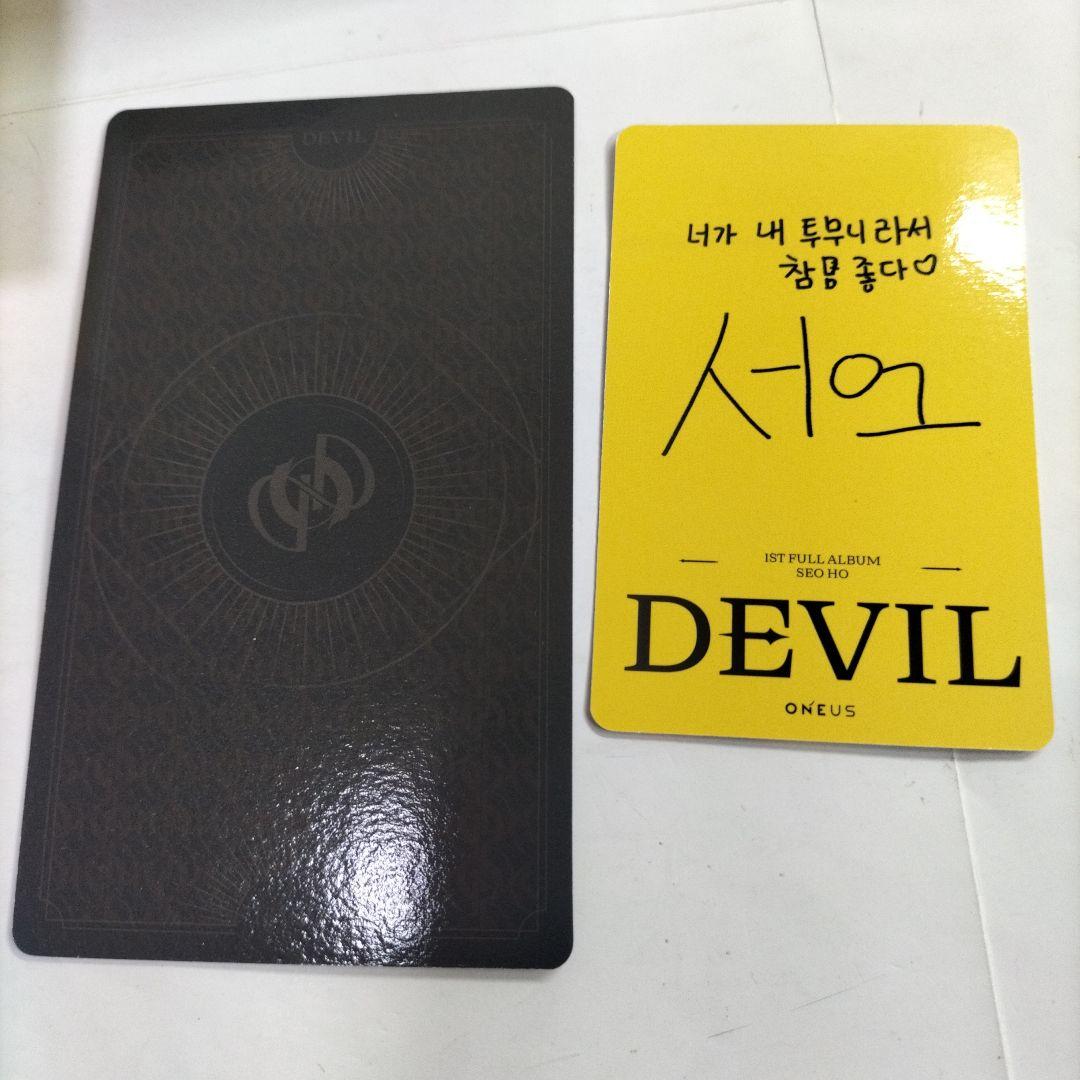 DEVIL
너가 내 투무니라서
참 좋다♡
서호
1ST FULL ALBUM
SEO HO
DEVIL
ONEUS